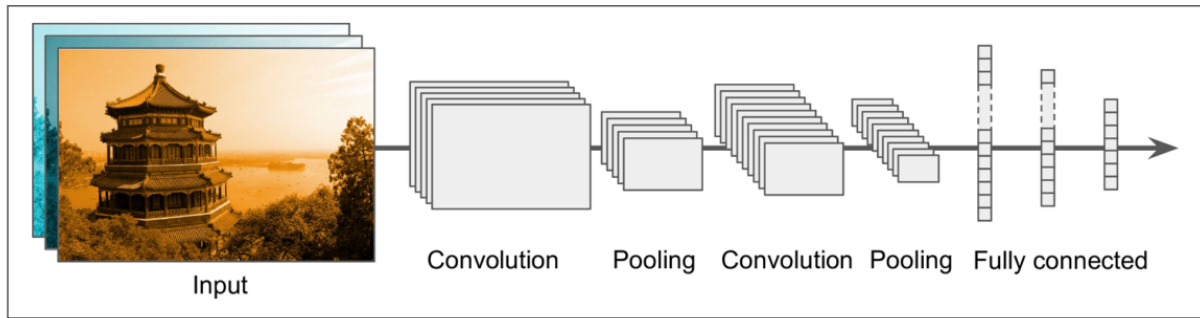 Input
Convolution
Pooling
Convolution
Pooling
Fully connected